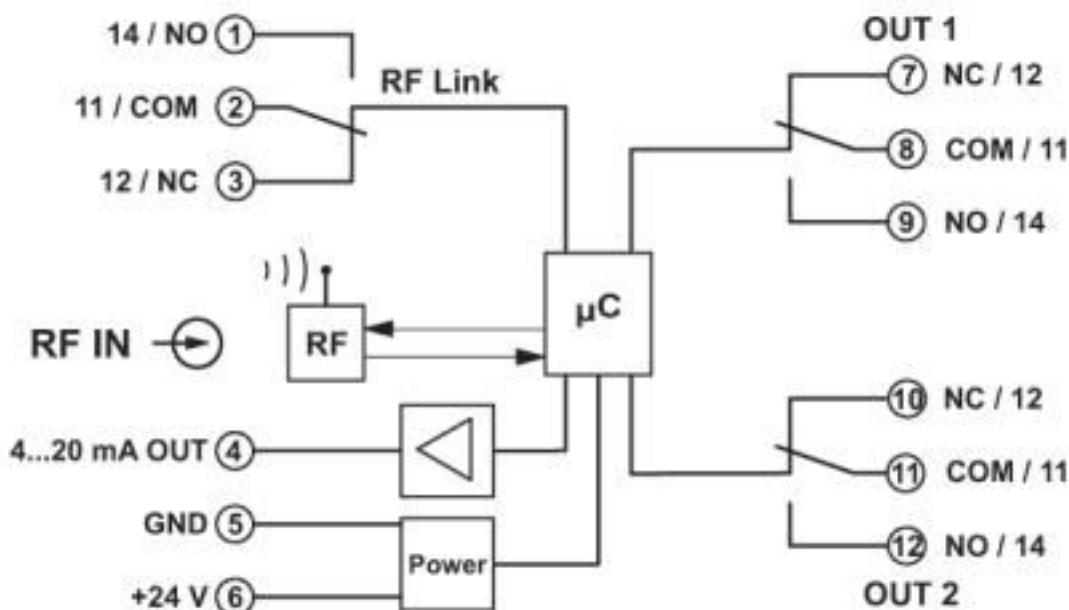 14 / NO 1
11 / COM 2
12 / NC 3
RF Link
OUT 1
7 NC / 12
8 COM / 11
9 NO / 14
µC
RF IN
RF
4...20 mA OUT 4
GND 5
+24 V 6
Power
10 NC / 12
11 COM / 11
12 NO / 14
OUT 2